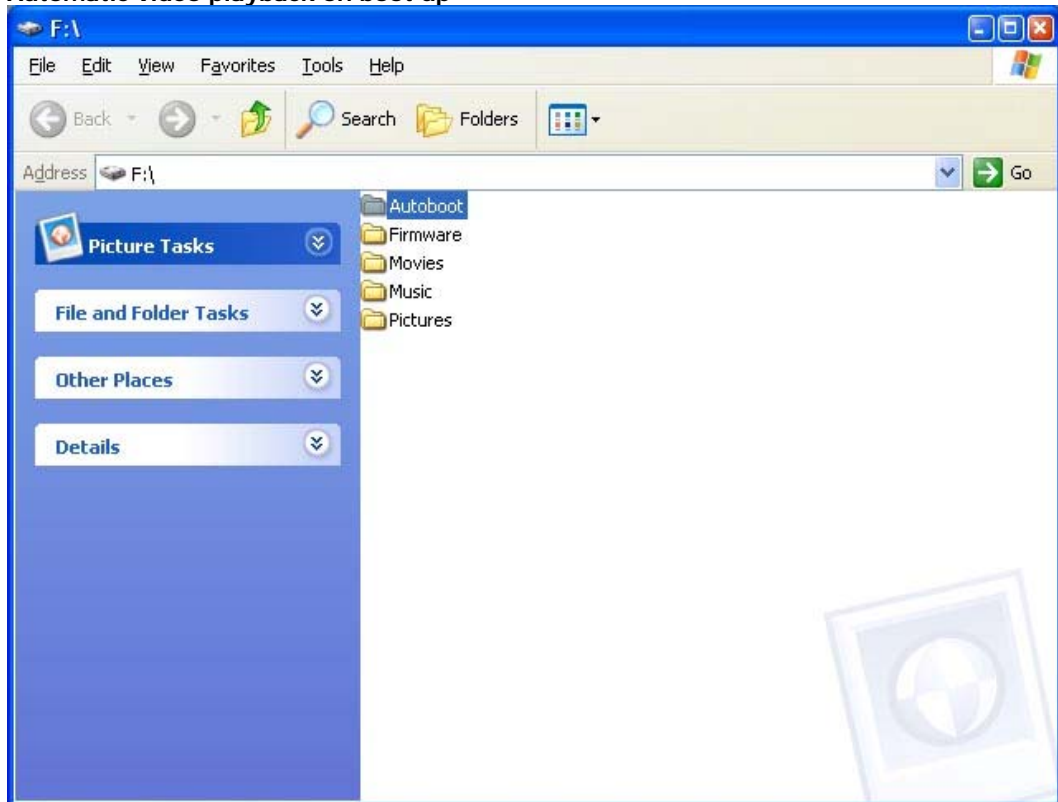 Automatic video playback on boot-up
F:\
File Edit View Favorites Tools Help
Back Search Folders
Address F:\ Go
Autoboot
Picture Tasks
Firmware
Movies
Music
File and Folder Tasks
Pictures
Other Places
Details